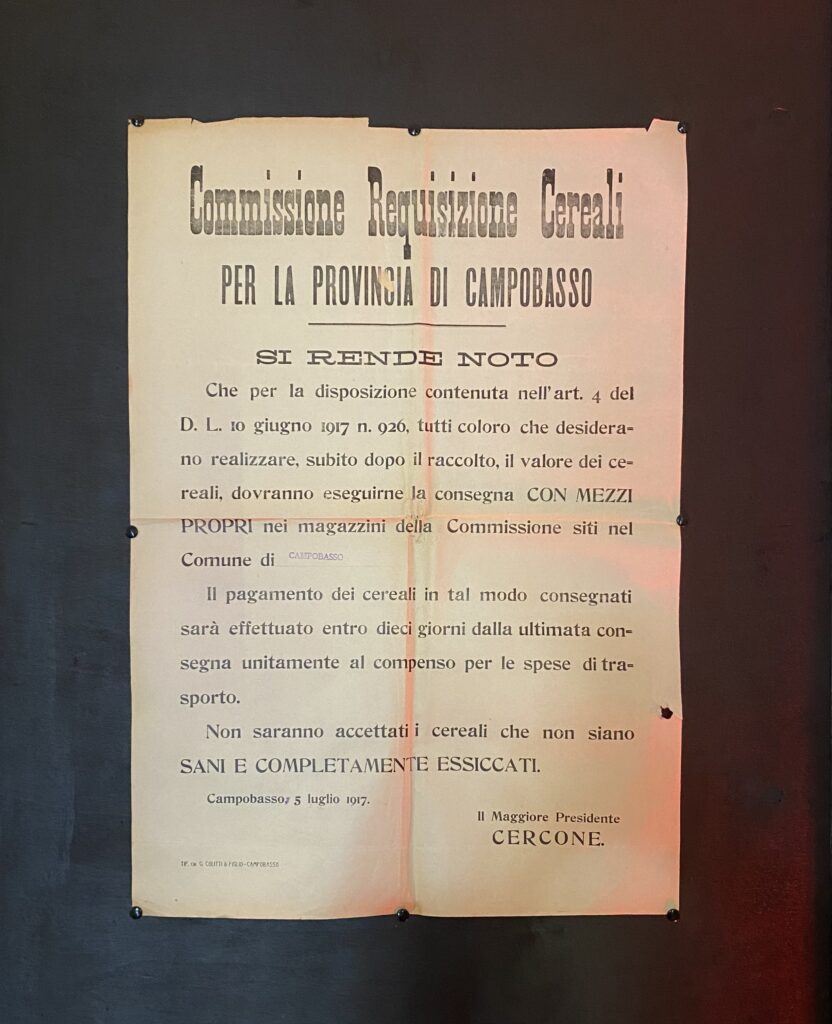 Commissione Requisizione Cereali
PER LA PROVINCIA DI CAMPOBASSO
SI RENDE NOTO
Che per la disposizione contenuta nell'art. 4 del
D. L. 10 giugno 1917 n. 926, tutti coloro che desidera-
no realizzare, subito dopo il raccolto, il valore dei ce-
reali, dovranno eseguirne la consegna CON MEZZI
PROPRI nei magazzini della Commissione siti nel
Comune di CAMPOBASSO
Il pagamento dei cereali in tal modo consegnati
sarà effettuato entro dieci giorni dalla ultimata con-
segna unitamente al compenso per le spese di tra-
sporto.
Non saranno accettati i cereali che non siano
SANI E COMPLETAMENTE ESSICCATI.
Campobasso, 5 luglio 1917.
Il Maggiore Presidente
CERCONE.
TIP. G. COLITTI & FIGLIO-CAMPOBASSO